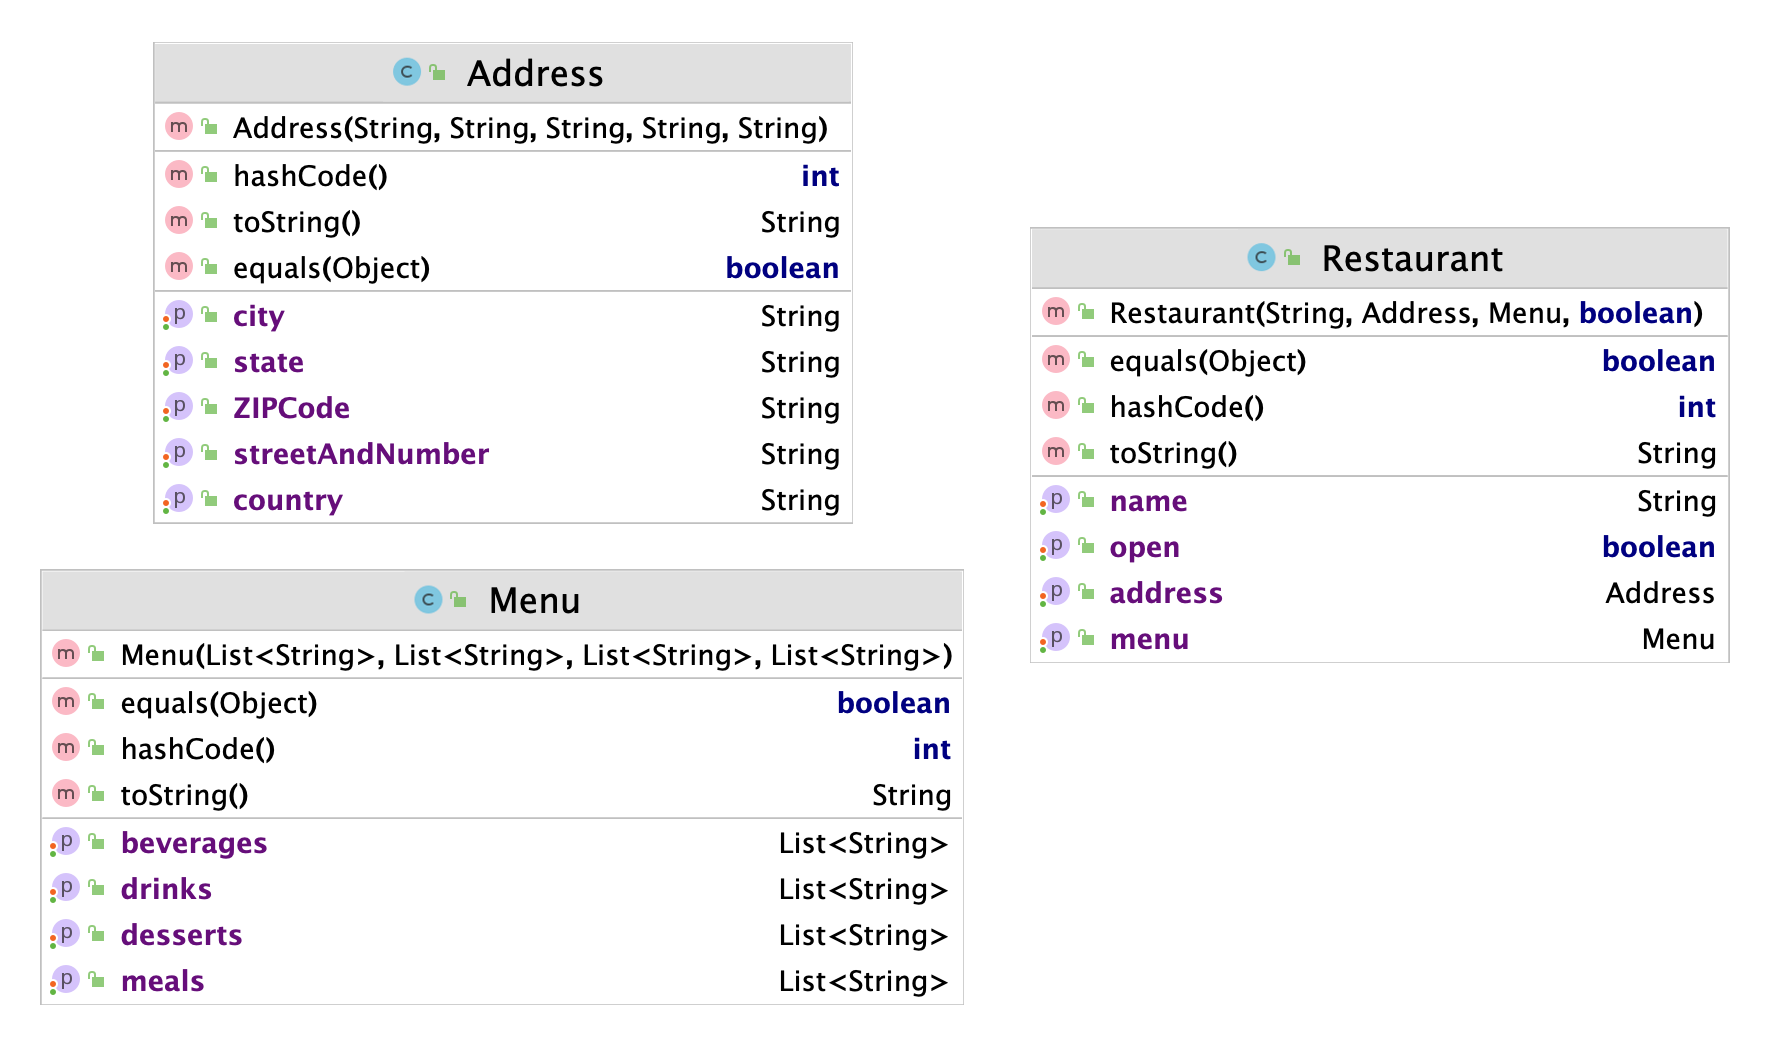 Address
Address(String, String, String, String, String)
hashCode() int
toString() String
equals(Object) boolean
city String
state String
ZIPCode String
streetAndNumber String
country String
Menu
Menu(List<String>, List<String>, List<String>, List<String>)
equals(Object) boolean
hashCode() int
toString() String
beverages List<String>
drinks List<String>
desserts List<String>
meals List<String>
Restaurant
Restaurant(String, Address, Menu, boolean)
equals(Object) boolean
hashCode() int
toString() String
name String
open boolean
address Address
menu Menu